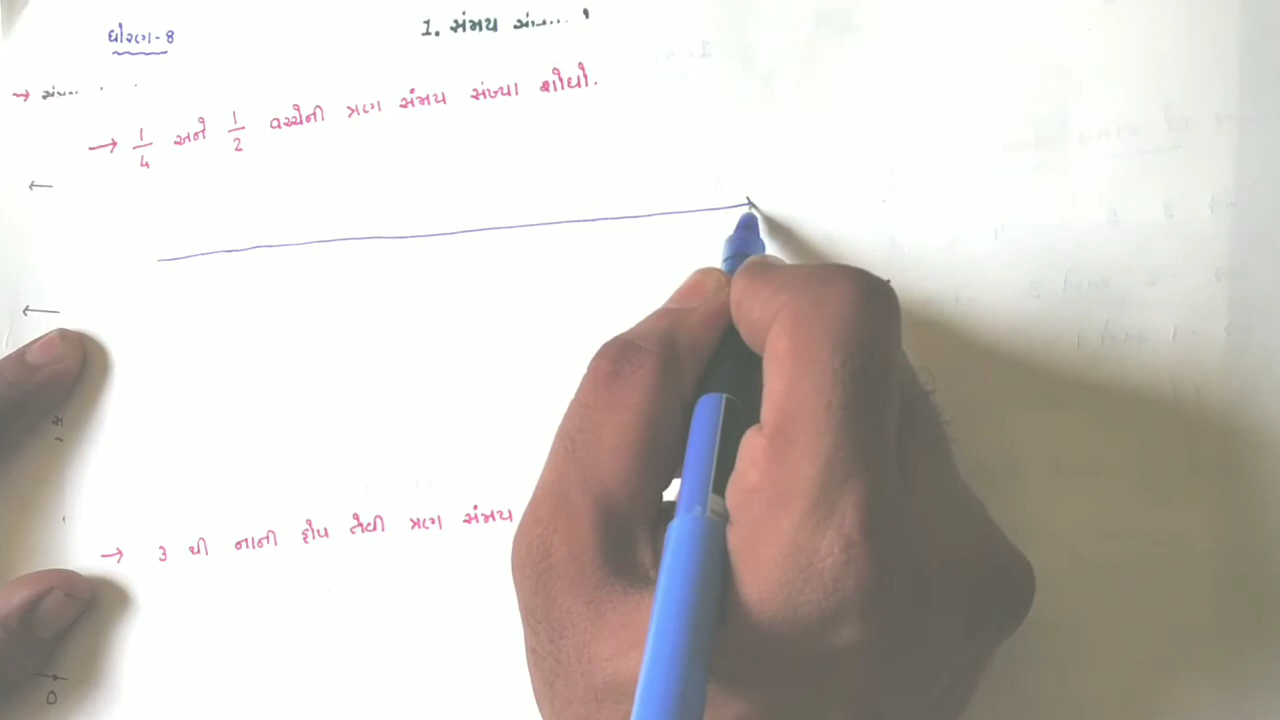 ધોરણ-8
1. સંમેય
→ 1/4 અને 1/2 વચ્ચેની ત્રણ સંમેય સંખ્યા શોધો.
→ 3 થી નાની હોય તેવી ત્રણ સંમેય
0